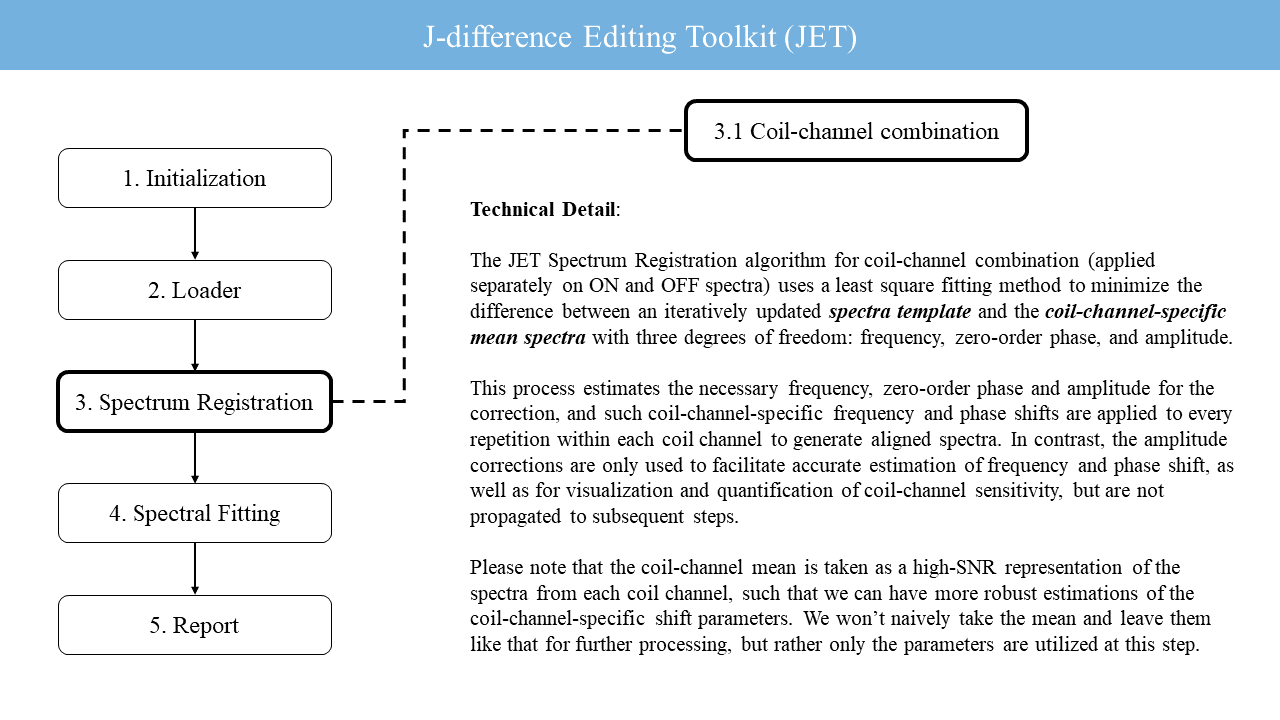 J-difference Editing Toolkit (JET)
3.1 Coil-channel combination
1. Initialization
2. Loader
3. Spectrum Registration
4. Spectral Fitting
5. Report
Technical Detail:
The JET Spectrum Registration algorithm for coil-channel combination (applied
separately on ON and OFF spectra) uses a least square fitting method to minimize the
difference between an iteratively updated spectra template and the coil-channel-specific
mean spectra with three degrees of freedom: frequency, zero-order phase, and amplitude.
This process estimates the necessary frequency, zero-order phase and amplitude for the
correction, and such coil-channel-specific frequency and phase shifts are applied to every
repetition within each coil channel to generate aligned spectra. In contrast, the amplitude
corrections are only used to facilitate accurate estimation of frequency and phase shift, as
well as for visualization and quantification of coil-channel sensitivity, but are not
propagated to subsequent steps.
Please note that the coil-channel mean is taken as a high-SNR representation of the
spectra from each coil channel, such that we can have more robust estimations of the
coil-channel-specific shift parameters. We won’t naively take the mean and leave them
like that for further processing, but rather only the parameters are utilized at this step.